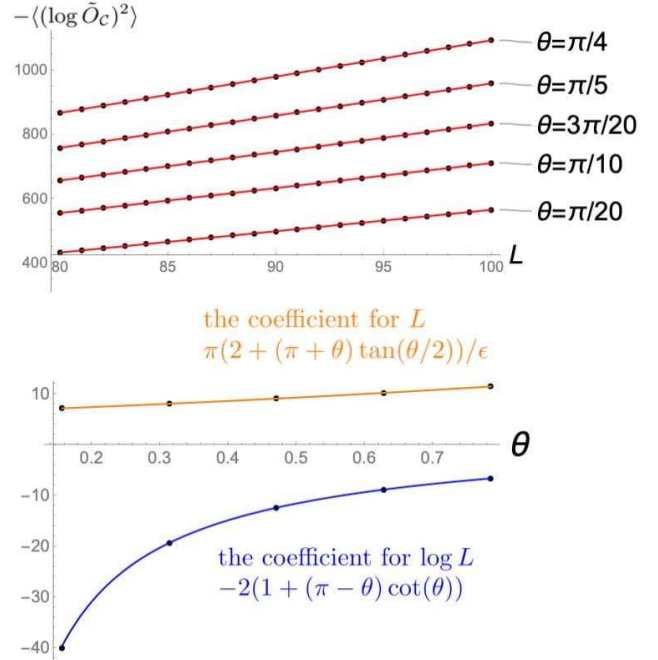 −⟨(log Õ_C)²⟩
θ=π/4
1000
θ=π/5
800
θ=3π/20
θ=π/10
600
θ=π/20
400
80 85 90 95 100 L
the coefficient for L
π(2 + (π + θ) tan(θ/2))/ϵ
10
0.2 0.3 0.4 0.5 0.6 0.7 θ
−10
−20
the coefficient for log L
−2(1 + (π − θ) cot(θ))
−30
−40